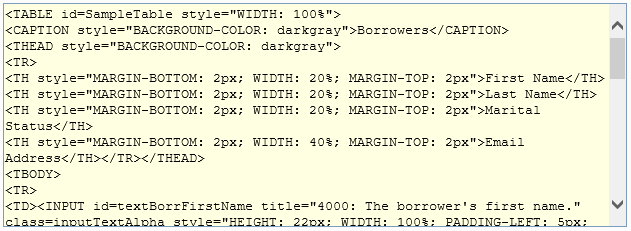 <TABLE id=SampleTable style="WIDTH: 100%">
<CAPTION style="BACKGROUND-COLOR: darkgray">Borrowers</CAPTION>
<THEAD style="BACKGROUND-COLOR: darkgray">
<TR>
<TH style="MARGIN-BOTTOM: 2px; WIDTH: 20%; MARGIN-TOP: 2px">First Name</TH>
<TH style="MARGIN-BOTTOM: 2px; WIDTH: 20%; MARGIN-TOP: 2px">Last Name</TH>
<TH style="MARGIN-BOTTOM: 2px; WIDTH: 20%; MARGIN-TOP: 2px">Marital
Status</TH>
<TH style="MARGIN-BOTTOM: 2px; WIDTH: 40%; MARGIN-TOP: 2px">Email
Address</TH></TR></THEAD>
<TBODY>
<TR>
<TD><INPUT id=textBorrFirstName title="4000: The borrower's first name."
class=inputTextAlpha style="HEIGHT: 22px; WIDTH: 100%; PADDING-LEFT: 5px;